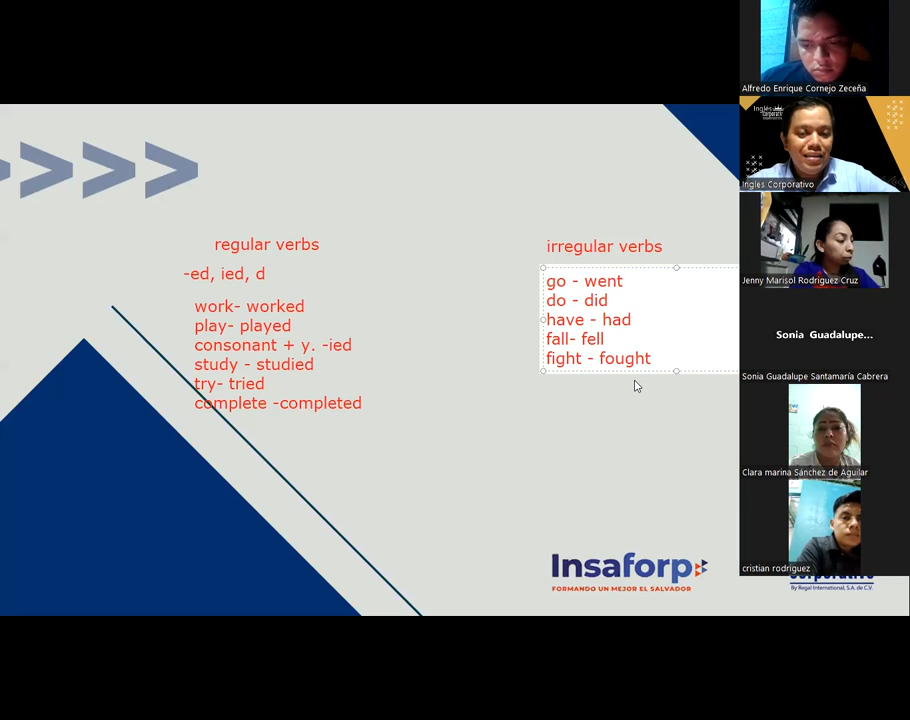 regular verbs
-ed, ied, d
work- worked
play- played
consonant + y. -ied
study - studied
try- tried
complete -completed
irregular verbs
go - went
do - did
have - had
fall- fell
fight - fought
Insaforp
FORMANDO UN MEJOR EL SALVADOR
corporativo
By Regal International, S.A. de C.V.
Alfredo Enrique Cornejo Zeceña
Inglés
corporativo
Ingles Corporativo
Jenny Marisol Rodriguez Cruz
Sonia Guadalupe...
Sonia Guadalupe Santamaría Cabrera
Clara marina Sánchez de Aguilar
cristian rodriguez